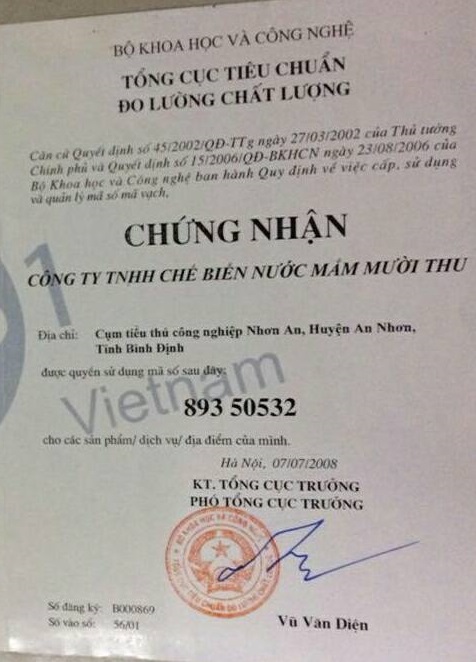 BỘ KHOA HỌC VÀ CÔNG NGHỆ
TỔNG CỤC TIÊU CHUẨN
ĐO LƯỜNG CHẤT LƯỢNG
Căn cứ Quyết định số 45/2002/QĐ-TTg ngày 27/03/2002 của Thủ tướng
Chính phủ và Quyết định số 15/2006/QĐ-BKHCN ngày 23/08/2006 của
Bộ Khoa học và Công nghệ ban hành Quy định về việc cấp, sử dụng
và quản lý mã số mã vạch,
CHỨNG NHẬN
CÔNG TY TNHH CHẾ BIẾN NƯỚC MẮM MƯỜI THU
Địa chỉ: Cụm tiểu thủ công nghiệp Nhơn An, Huyện An Nhơn,
Tỉnh Bình Định
được quyền sử dụng mã số sau đây:
Vietnam
893 50532
cho các sản phẩm/ dịch vụ/ địa điểm của mình.
Hà Nội, 07/07/2008
KT. TỔNG CỤC TRƯỞNG
PHÓ TỔNG CỤC TRƯỞNG
BỘ KHOA HỌC VÀ CÔNG NGHỆ
Số đăng ký: B000869
Số vào sổ: 56/01
Vũ Văn Diện